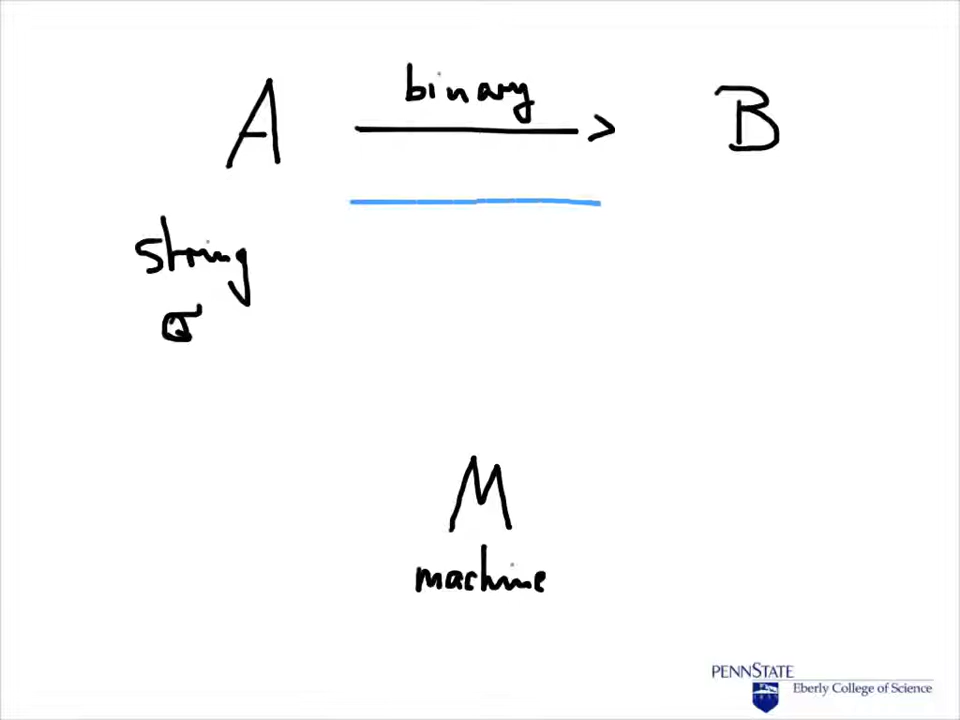 A binary > B
string
σ
M
machine
PENNSTATE
Eberly College of Science